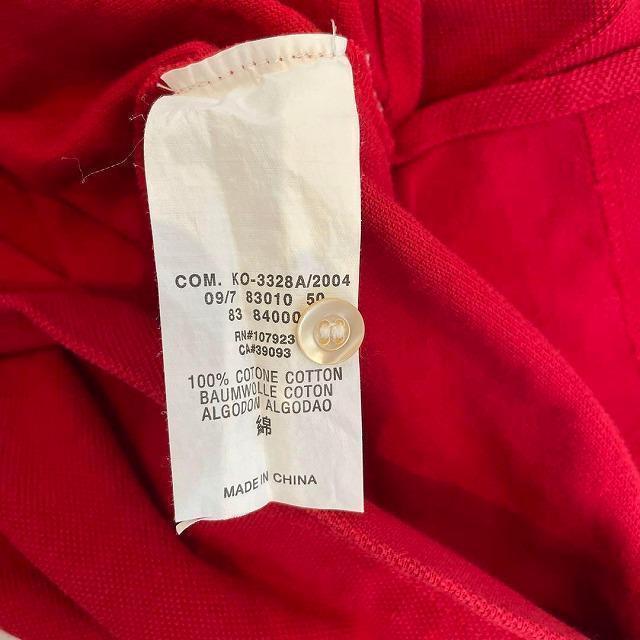 COM. KO-3328A/2004
09/7 83010 50
83 84000
RN#107923
CA#39093
100% COTONE COTTON
BAUMWOLLE COTON
ALGODON ALGODAO
綿
MADE IN CHINA